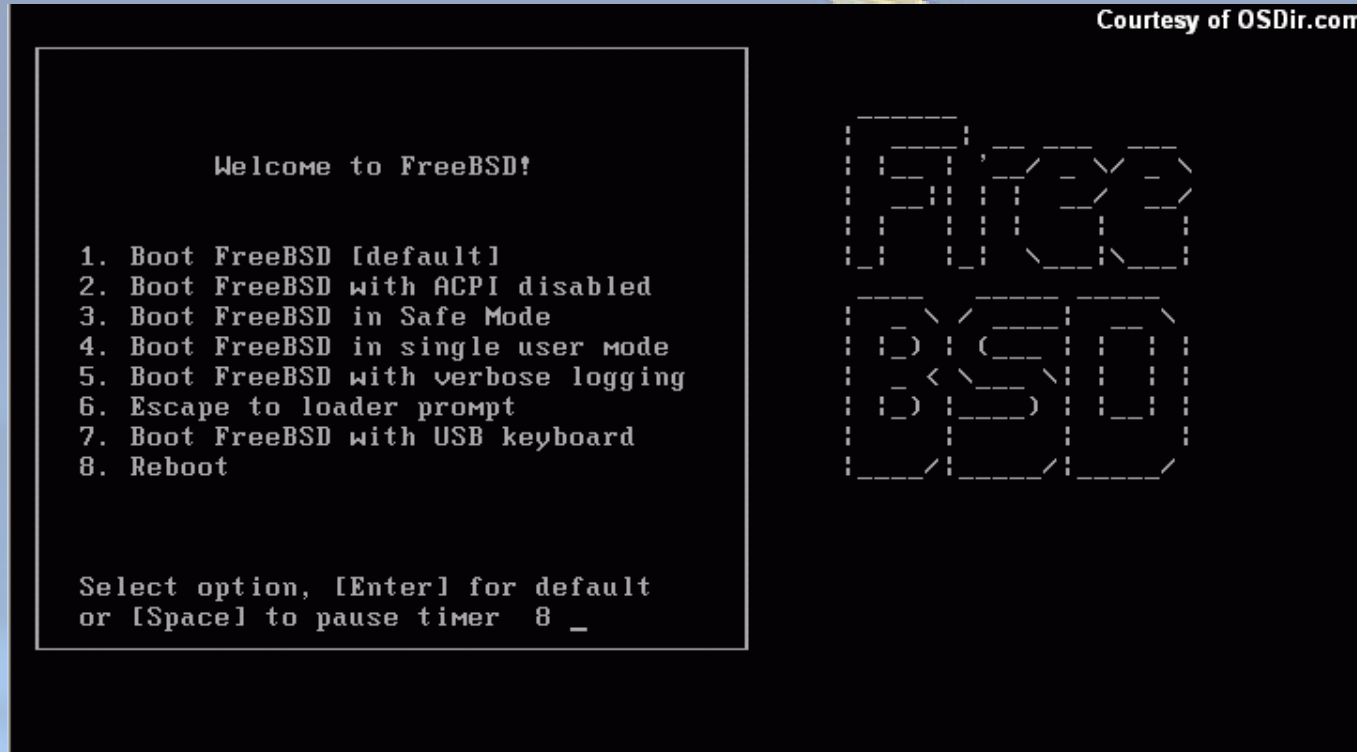 Courtesy of OSDir.com
Welcome to FreeBSD!
1. Boot FreeBSD [default]
2. Boot FreeBSD with ACPI disabled
3. Boot FreeBSD in Safe Mode
4. Boot FreeBSD in single user mode
5. Boot FreeBSD with verbose logging
6. Escape to loader prompt
7. Boot FreeBSD with USB keyboard
8. Reboot
Select option, [Enter] for default
or [Space] to pause timer 8 _
Free
BSD